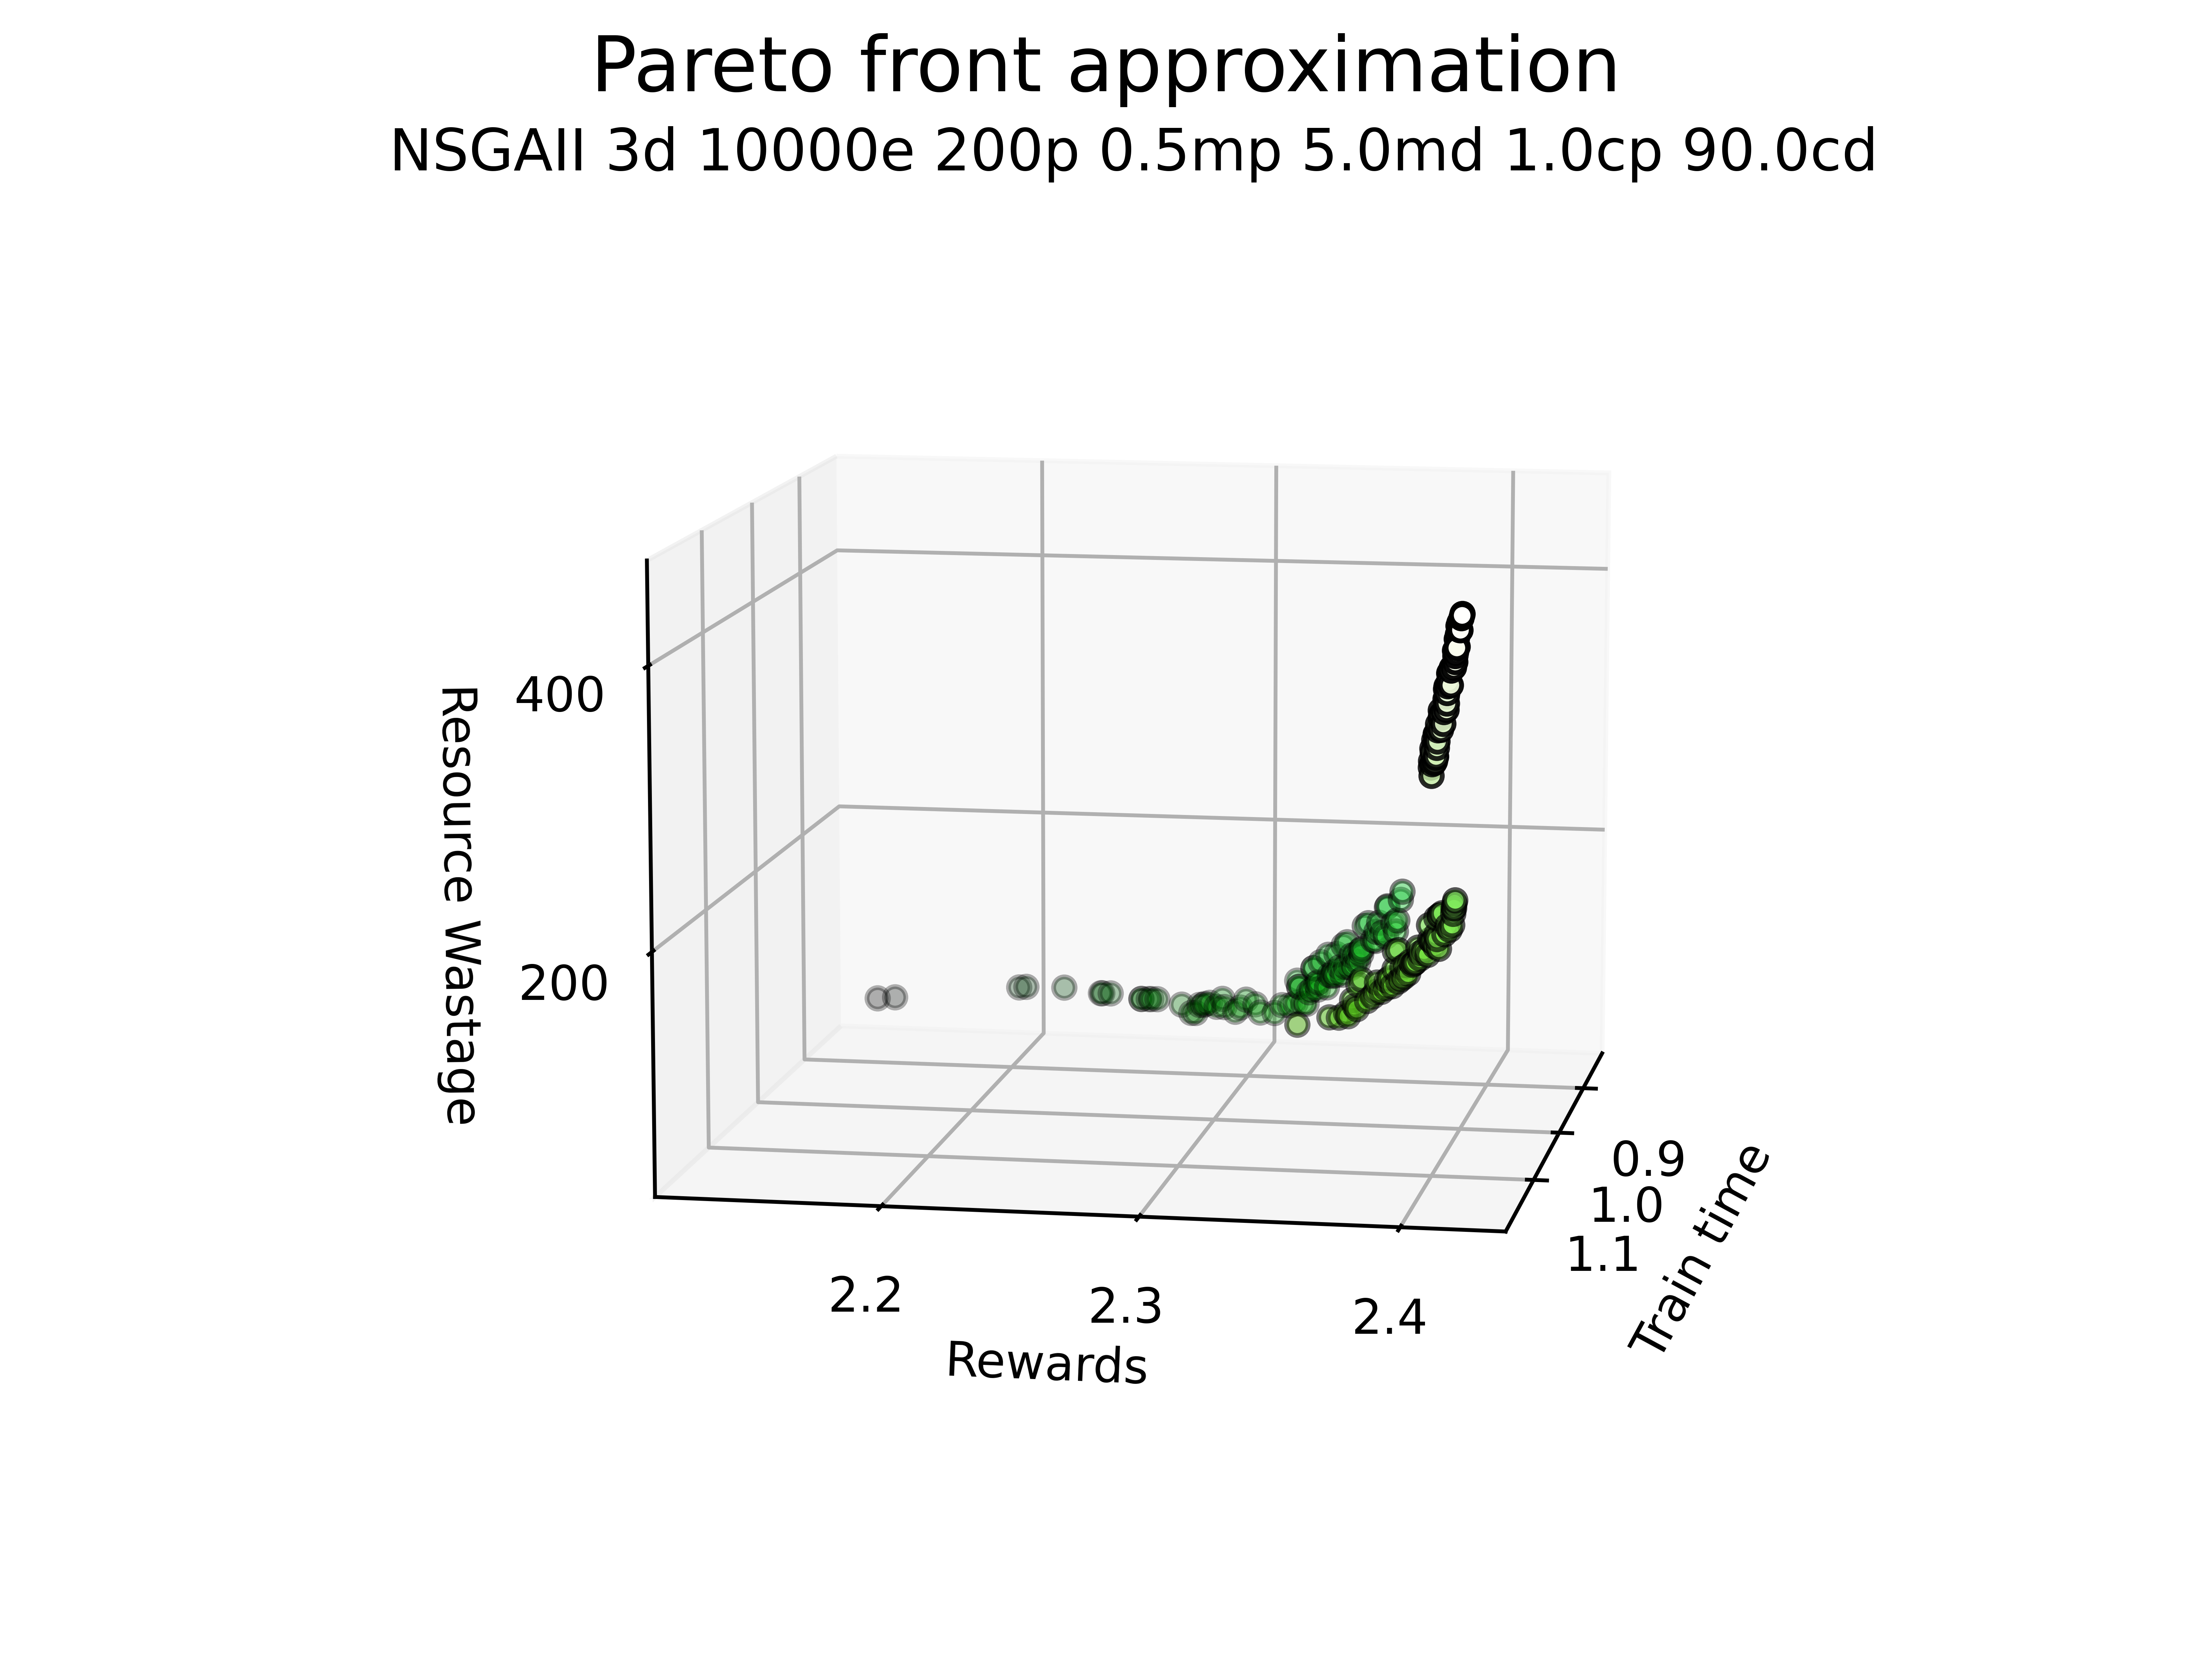 Pareto front approximation
NSGAII 3d 10000e 200p 0.5mp 5.0md 1.0cp 90.0cd
400
200
Resource Wastage
2.2
2.3
2.4
Rewards
0.9
1.0
1.1
Train time